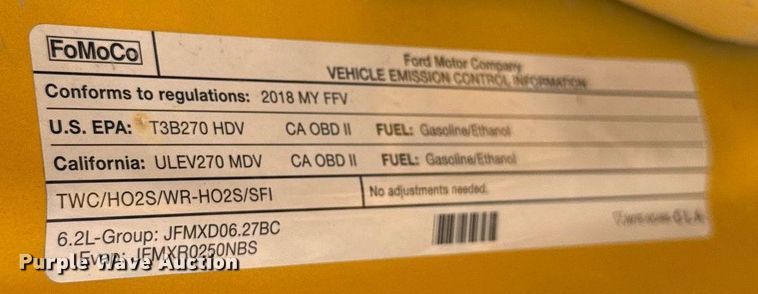 FoMoCo
Ford Motor Company
VEHICLE EMISSION CONTROL INFORMATION
Conforms to regulations: 2018 MY FFV
U.S. EPA: T3B270 HDV CA OBD II FUEL: Gasoline/Ethanol
California: ULEV270 MDV CA OBD II FUEL: Gasoline/Ethanol
TWC/HO2S/WR-HO2S/SFI No adjustments needed.
6.2L-Group: JFMXD06.27BC
Evap: JFMXR0250NBS
Purple Wave Auction